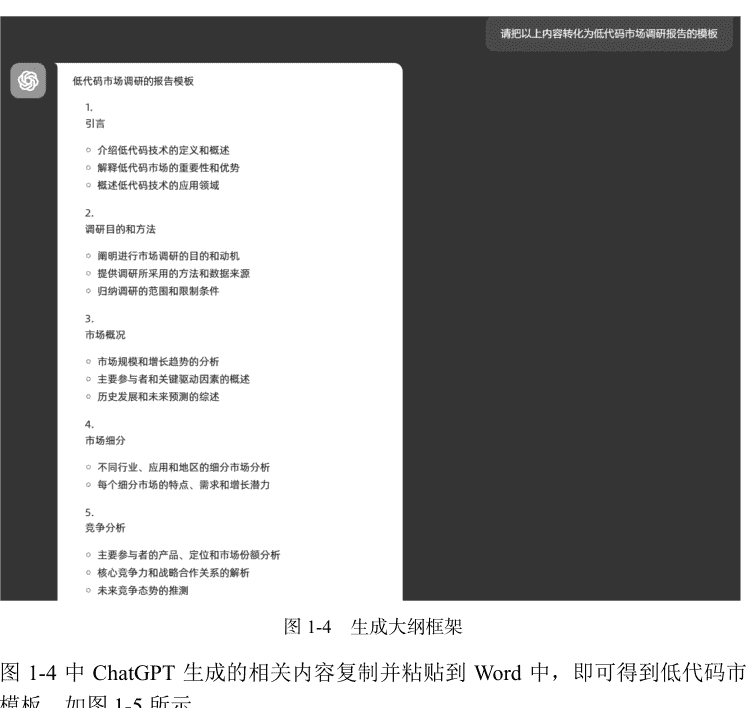 请把以上内容转化为低代码市场调研报告的模板
低代码市场调研的报告模板
1.
引言
○ 介绍低代码技术的定义和概述
○ 解释低代码市场的重要性和优势
○ 概述低代码技术的应用领域
2.
调研目的和方法
○ 阐明进行市场调研的目的和动机
○ 提供调研所采用的方法和数据来源
○ 归纳调研的范围和限制条件
3.
市场概况
○ 市场规模和增长趋势的分析
○ 主要参与者和关键驱动因素的概述
○ 历史发展和未来预测的综述
4.
市场细分
○ 不同行业、应用和地区的细分市场分析
○ 每个细分市场的特点、需求和增长潜力
5.
竞争分析
○ 主要参与者的产品、定位和市场份额分析
○ 核心竞争力和战略合作关系的解析
○ 未来竞争态势的推测
图 1-4 生成大纲框架
图 1-4 中 ChatGPT 生成的相关内容复制并粘贴到 Word 中，即可得到低代码市
模板，如图 1-5 所示